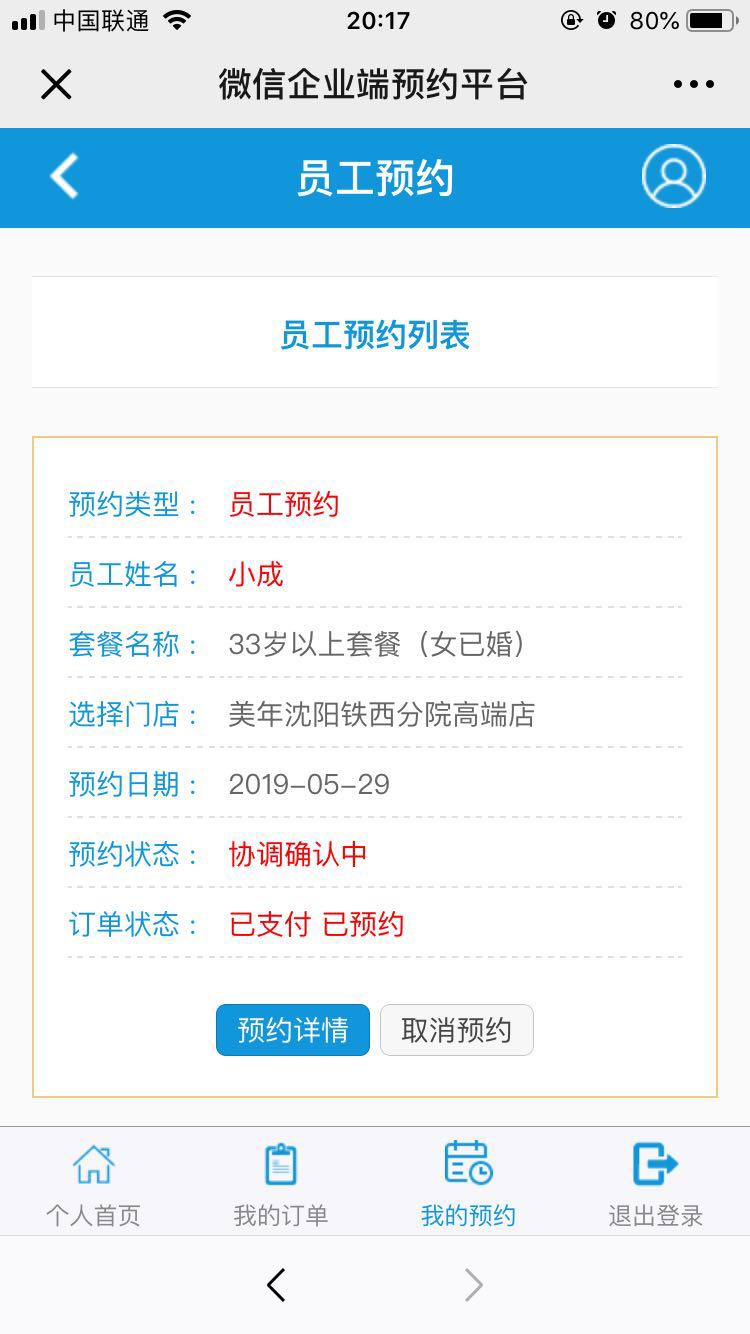 中国联通 20:17 80%
微信企业端预约平台
员工预约
员工预约列表
预约类型： 员工预约
员工姓名： 小成
套餐名称： 33岁以上套餐（女已婚）
选择门店： 美年沈阳铁西分院高端店
预约日期： 2019-05-29
预约状态： 协调确认中
订单状态： 已支付 已预约
预约详情 取消预约
个人首页 我的订单 我的预约 退出登录